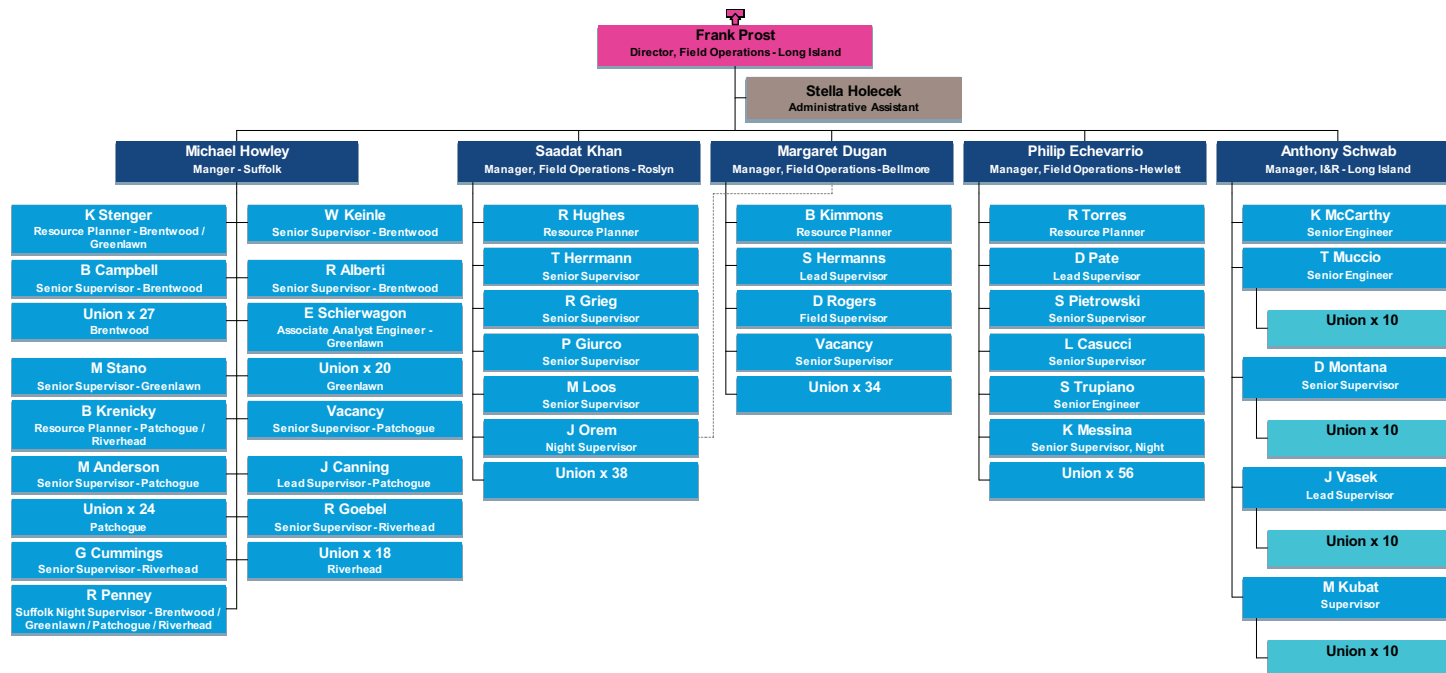 Frank Prost
Director, Field Operations - Long Island
Stella Holecek
Administrative Assistant
Michael Howley
Manger - Suffolk
K Stenger
Resource Planner - Brentwood /
Greenlawn
W Keinle
Senior Supervisor - Brentwood
B Campbell
Senior Supervisor - Brentwood
R Alberti
Senior Supervisor - Brentwood
Union x 27
Brentwood
E Schierwagon
Associate Analyst Engineer -
Greenlawn
M Stano
Senior Supervisor - Greenlawn
Union x 20
Greenlawn
B Krenicky
Resource Planner - Patchogue /
Riverhead
Vacancy
Senior Supervisor - Patchogue
M Anderson
Senior Supervisor - Patchogue
J Canning
Lead Supervisor - Patchogue
Union x 24
Patchogue
R Goebel
Senior Supervisor - Riverhead
G Cummings
Senior Supervisor - Riverhead
Union x 18
Riverhead
R Penney
Suffolk Night Supervisor - Brentwood /
Greenlawn / Patchogue / Riverhead
Saadat Khan
Manager, Field Operations - Roslyn
R Hughes
Resource Planner
T Herrmann
Senior Supervisor
R Grieg
Senior Supervisor
P Giurco
Senior Supervisor
M Loos
Senior Supervisor
J Orem
Night Supervisor
Union x 38
Margaret Dugan
Manager, Field Operations - Bellmore
B Kimmons
Resource Planner
S Hermanns
Lead Supervisor
D Rogers
Field Supervisor
Vacancy
Senior Supervisor
Union x 34
Philip Echevarrio
Manager, Field Operations - Hewlett
R Torres
Resource Planner
D Pate
Lead Supervisor
S Pietrowski
Senior Supervisor
L Casucci
Senior Supervisor
S Trupiano
Senior Engineer
K Messina
Senior Supervisor, Night
Union x 56
Anthony Schwab
Manager, I&R - Long Island
K McCarthy
Senior Engineer
T Muccio
Senior Engineer
Union x 10
D Montana
Senior Supervisor
Union x 10
J Vasek
Lead Supervisor
Union x 10
M Kubat
Supervisor
Union x 10